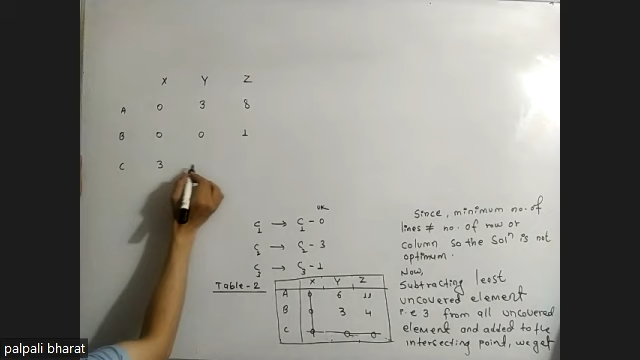 X Y Z
A 0 3 8
B 0 0 1
C 3
C1 → C1 - 0
C2 → C2 - 3
C3 → C3 - 1
Table-2
X Y Z
A 0 6 11
B 0 3 4
C 0 0 0
Since, minimum no. of
lines ≠ no. of row or
column so the Solⁿ is not
optimum.
Now,
Subtracting least
uncovered element
i.e 3 from all uncovered
element and added to the
intersecting point, we get
palpali bharat